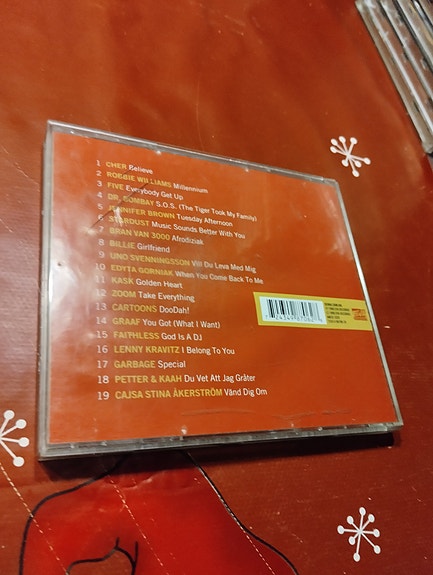 1 CHER Believe
2 ROBBIE WILLIAMS Millennium
3 FIVE Everybody Get Up
4 DR. BOMBAY S.O.S. (The Tiger Took My Family)
5 JENNIFER BROWN Tuesday Afternoon
6 STARDUST Music Sounds Better With You
7 BRAN VAN 3000 Afrodiziak
8 BILLIE Girlfriend
9 UNO SVENNINGSSON Vill Du Leva Med Mig
10 EDYTA GORNIAK When You Come Back To Me
11 KASK Golden Heart
12 ZOOM Take Everything
13 CARTOONS DooDah!
14 GRAAF You Got (What I Want)
15 FAITHLESS God Is A DJ
16 LENNY KRAVITZ I Belong To You
17 GARBAGE Special
18 PETTER & KAAH Du Vet Att Jag Gråter
19 CAJSA STINA ÅKERSTRÖM Vänd Dig Om